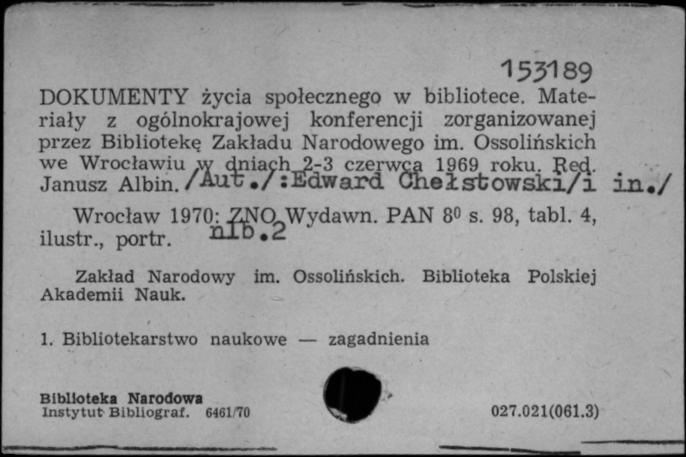 153189
DOKUMENTY życia społecznego w bibliotece. Mate-
riały z ogólnokrajowej konferencji zorganizowanej
przez Bibliotekę Zakładu Narodowego im. Ossolińskich
we Wrocławiu w dniach 2-3 czerwca 1969 roku. Red.
Janusz Albin. /Aut./:Edward Chełstowski/i in./
Wrocław 1970: ZNO Wydawn. PAN 8⁰ s. 98, tabl. 4,
ilustr., portr. nlb.2
Zakład Narodowy im. Ossolińskich. Biblioteka Polskiej
Akademii Nauk.
1. Bibliotekarstwo naukowe — zagadnienia
Biblioteka Narodowa
Instytut Bibliograf. 6461/70 027.021(061.3)